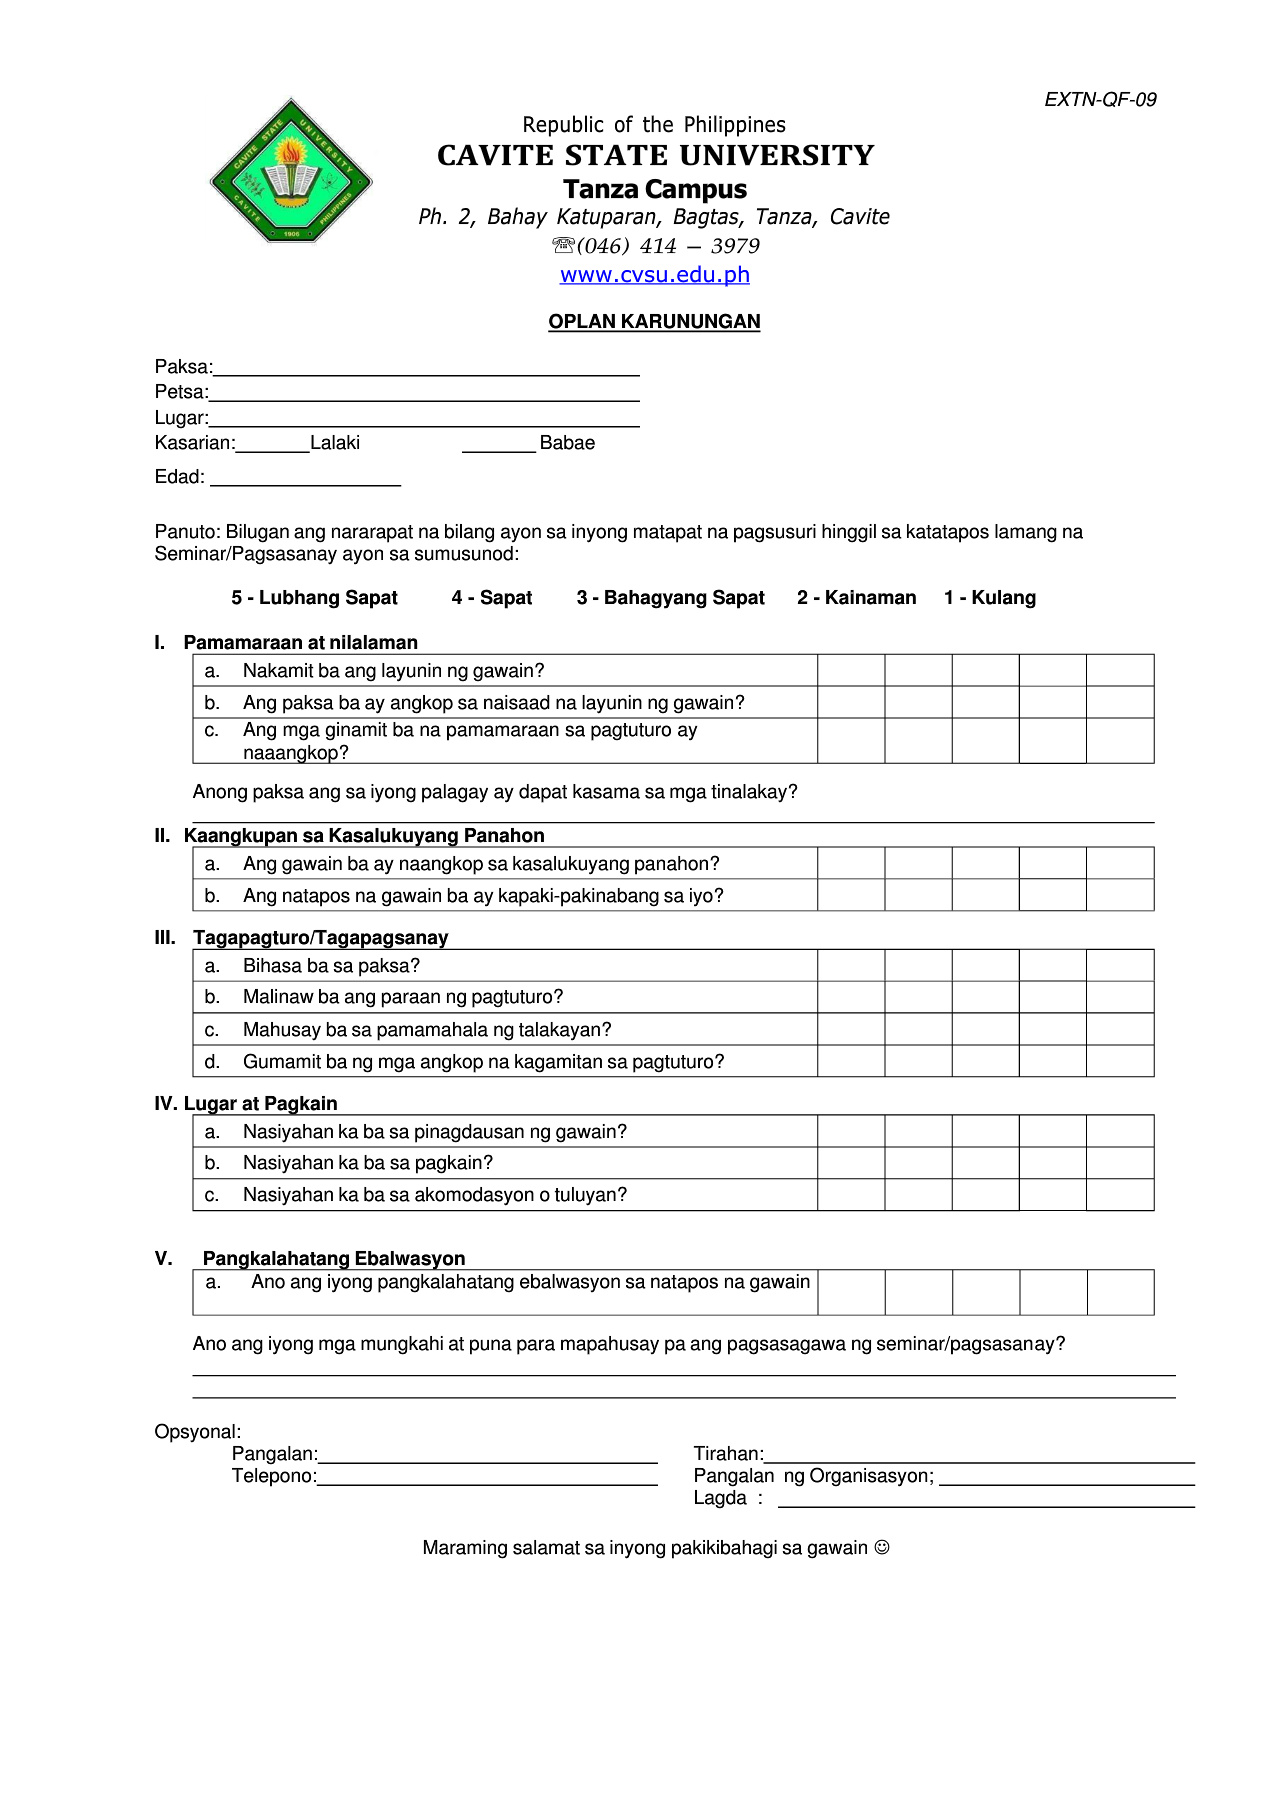 EXTN-QF-09
CAVITE STATE UNIVERSITY
CAVITE PHILIPPINES
1906
Republic of the Philippines
CAVITE STATE UNIVERSITY
Tanza Campus
Ph. 2, Bahay Katuparan, Bagtas, Tanza, Cavite
☏(046) 414 – 3979
www.cvsu.edu.ph
OPLAN KARUNUNGAN
Paksa:
Petsa:
Lugar:
Kasarian:_______Lalaki _______ Babae
Edad:
Panuto: Bilugan ang nararapat na bilang ayon sa inyong matapat na pagsusuri hinggil sa katatapos lamang na
Seminar/Pagsasanay ayon sa sumusunod:
5 - Lubhang Sapat 4 - Sapat 3 - Bahagyang Sapat 2 - Kainaman 1 - Kulang
I. Pamamaraan at nilalaman
a. Nakamit ba ang layunin ng gawain?
b. Ang paksa ba ay angkop sa naisaad na layunin ng gawain?
c. Ang mga ginamit ba na pamamaraan sa pagtuturo ay
naaangkop?
Anong paksa ang sa iyong palagay ay dapat kasama sa mga tinalakay?
II. Kaangkupan sa Kasalukuyang Panahon
a. Ang gawain ba ay naangkop sa kasalukuyang panahon?
b. Ang natapos na gawain ba ay kapaki-pakinabang sa iyo?
III. Tagapagturo/Tagapagsanay
a. Bihasa ba sa paksa?
b. Malinaw ba ang paraan ng pagtuturo?
c. Mahusay ba sa pamamahala ng talakayan?
d. Gumamit ba ng mga angkop na kagamitan sa pagtuturo?
IV. Lugar at Pagkain
a. Nasiyahan ka ba sa pinagdausan ng gawain?
b. Nasiyahan ka ba sa pagkain?
c. Nasiyahan ka ba sa akomodasyon o tuluyan?
V. Pangkalahatang Ebalwasyon
a. Ano ang iyong pangkalahatang ebalwasyon sa natapos na gawain
Ano ang iyong mga mungkahi at puna para mapahusay pa ang pagsasagawa ng seminar/pagsasanay?
Opsyonal:
Pangalan: Tirahan:
Telepono: Pangalan ng Organisasyon;
Lagda :
Maraming salamat sa inyong pakikibahagi sa gawain ☺